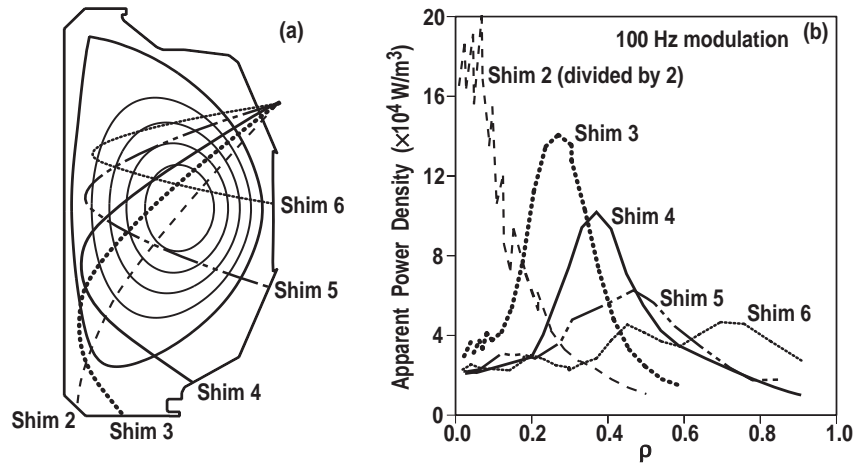 (a)
Shim 6
Shim 5
Shim 4
Shim 2
Shim 3
Apparent Power Density (×10⁴ W/m³)
20
16
12
8
4
0
100 Hz modulation
(b)
Shim 2 (divided by 2)
Shim 3
Shim 4
Shim 5
Shim 6
0.0
0.2
0.4
0.6
0.8
1.0
ρ